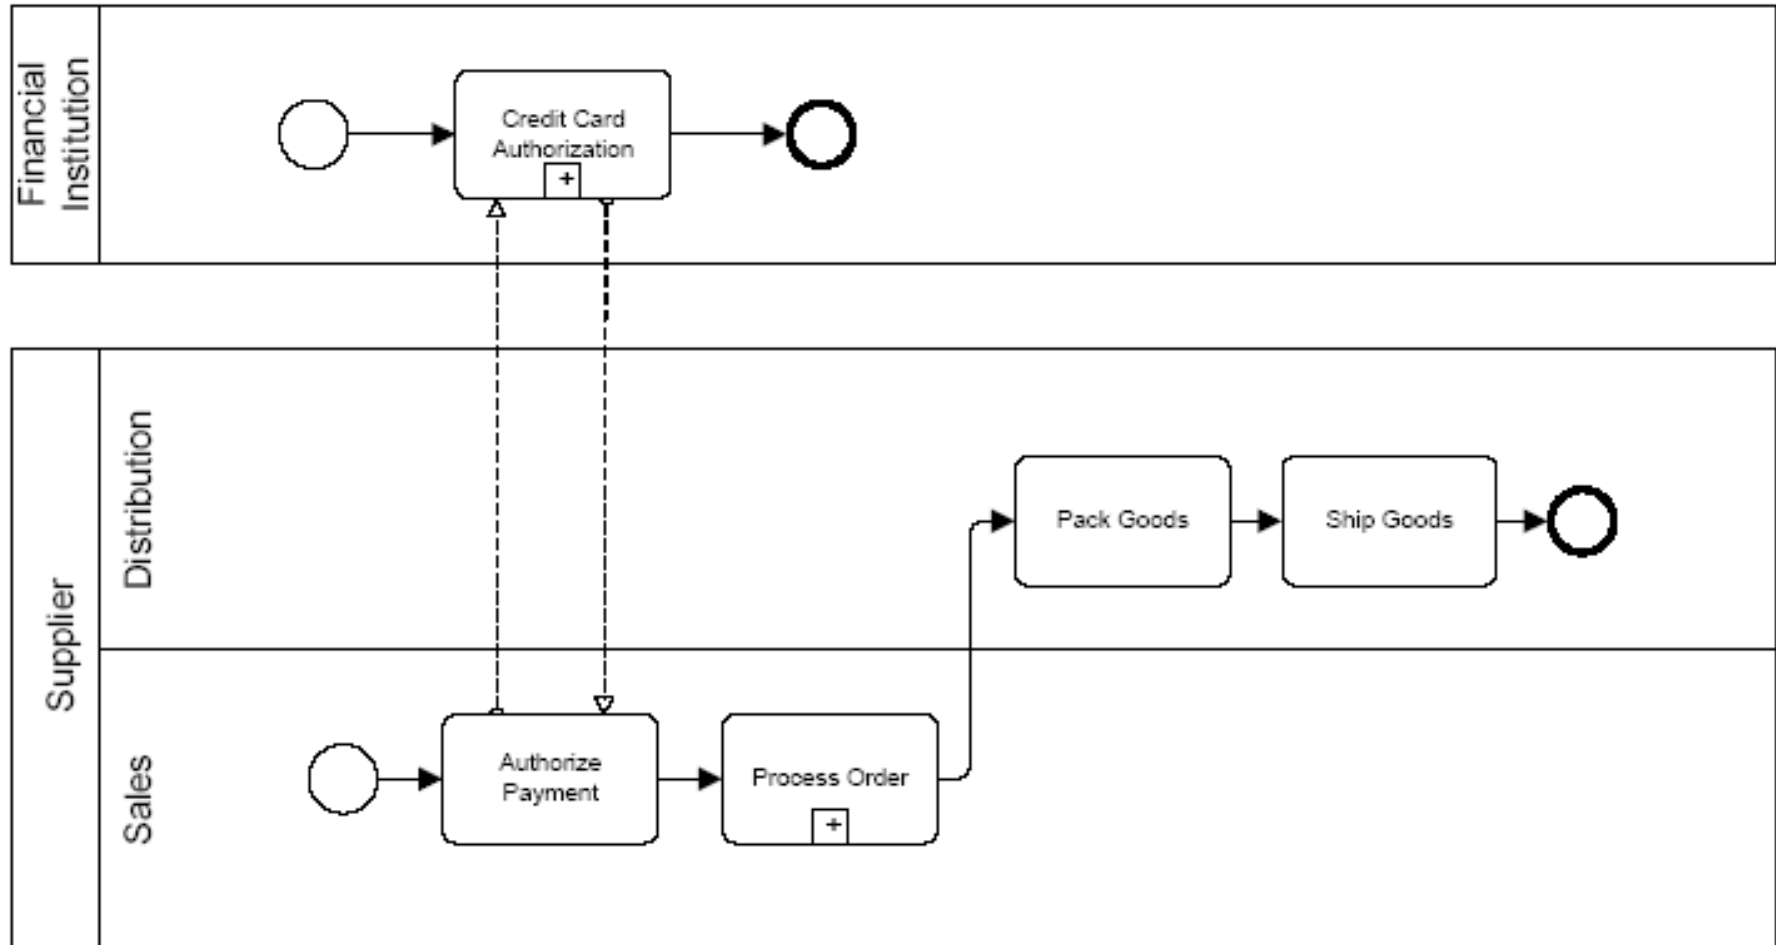 Financial
Institution
Credit Card
Authorization
+
Supplier
Distribution
Pack Goods
Ship Goods
Sales
Authorize
Payment
Process Order
+